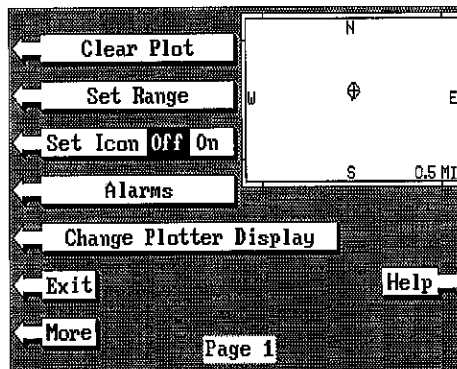 Clear Plot
Set Range
Set Icon Off On
Alarms
Change Plotter Display
Exit
More
Page 1
Help
N
W
E
S
0.5 MI